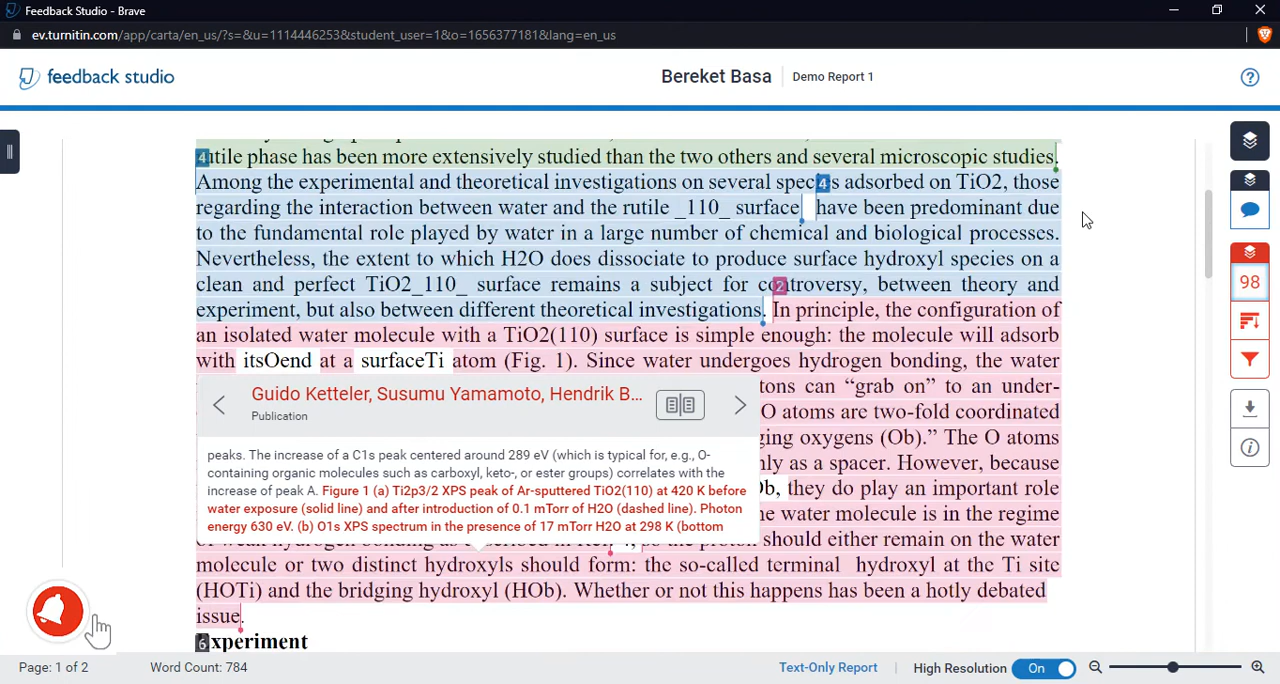 Feedback Studio - Brave
ev.turnitin.com/app/carta/en_us/?s=&u=1114446253&student_user=1&o=1656377181&lang=en_us
feedback studio
Bereket Basa
Demo Report 1
4
utile phase has been more extensively studied than the two others and several microscopic studies.
Among the experimental and theoretical investigations on several spec 4 s adsorbed on TiO2, those
regarding the interaction between water and the rutile _110_ surface have been predominant due
to the fundamental role played by water in a large number of chemical and biological processes.
Nevertheless, the extent to which H2O does dissociate to produce surface hydroxyl species on a
clean and perfect TiO2_110_ surface remains a subject for co 2 troversy, between theory and
experiment, but also between different theoretical investigations. In principle, the configuration of
an isolated water molecule with a TiO2(110) surface is simple enough: the molecule will adsorb
with itsOend at a surfaceTi atom (Fig. 1). Since water undergoes hydrogen bonding, the water
tons can “grab on” to an under-
O atoms are two-fold coordinated
ging oxygens (Ob).” The O atoms
nly as a spacer. However, because
Ob, they do play an important role
he water molecule is in the regime
should either remain on the water
Guido Ketteler, Susumu Yamamoto, Hendrik B...
Publication
peaks. The increase of a C1s peak centered around 289 eV (which is typical for, e.g., O-
containing organic molecules such as carboxyl, keto-, or ester groups) correlates with the
increase of peak A. Figure 1 (a) Ti2p3/2 XPS peak of Ar-sputtered TiO2(110) at 420 K before
water exposure (solid line) and after introduction of 0.1 mTorr of H2O (dashed line). Photon
energy 630 eV. (b) O1s XPS spectrum in the presence of 17 mTorr H2O at 298 K (bottom
molecule or two distinct hydroxyls should form: the so-called terminal hydroxyl at the Ti site
(HOTi) and the bridging hydroxyl (HOb). Whether or not this happens has been a hotly debated
issue.
6 xperiment
98
Page: 1 of 2
Word Count: 784
Text-Only Report
High Resolution
On